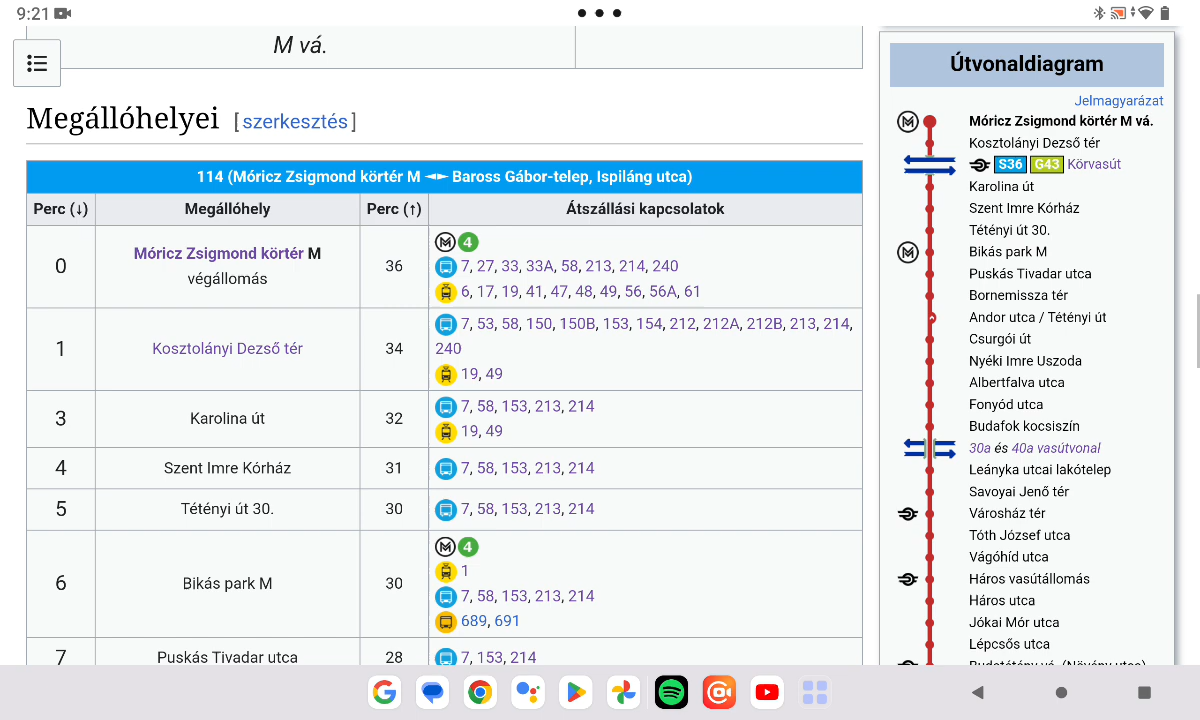 9:21
M vá.
Megállóhelyei [ szerkesztés ]
114 (Móricz Zsigmond körtér M ◄► Baross Gábor-telep, Ispiláng utca)
Perc (↓) Megállóhely Perc (↑) Átszállási kapcsolatok
0 Móricz Zsigmond körtér M végállomás 36
M 4
7, 27, 33, 33A, 58, 213, 214, 240
6, 17, 19, 41, 47, 48, 49, 56, 56A, 61
1 Kosztolányi Dezső tér 34
7, 53, 58, 150, 150B, 153, 154, 212, 212A, 212B, 213, 214,
240
19, 49
3 Karolina út 32
7, 58, 153, 213, 214
19, 49
4 Szent Imre Kórház 31 7, 58, 153, 213, 214
5 Tétényi út 30. 30 7, 58, 153, 213, 214
6 Bikás park M 30
M 4
1
7, 58, 153, 213, 214
689, 691
7 Puskás Tivadar utca 28 7, 153, 214
Útvonaldiagram
Jelmagyarázat
M Móricz Zsigmond körtér M vá.
Kosztolányi Dezső tér
S36 G43 Körvasút
Karolina út
Szent Imre Kórház
Tétényi út 30.
M Bikás park M
Puskás Tivadar utca
Bornemissza tér
Andor utca / Tétényi út
Csurgói út
Nyéki Imre Uszoda
Albertfalva utca
Fonyód utca
Budafok kocsiszín
30a és 40a vasútvonal
Leányka utcai lakótelep
Savoyai Jenő tér
Városház tér
Tóth József utca
Vágóhíd utca
Háros vasútállomás
Háros utca
Jókai Mór utca
Lépcsős utca
Budatétény vá. (Növény utca)